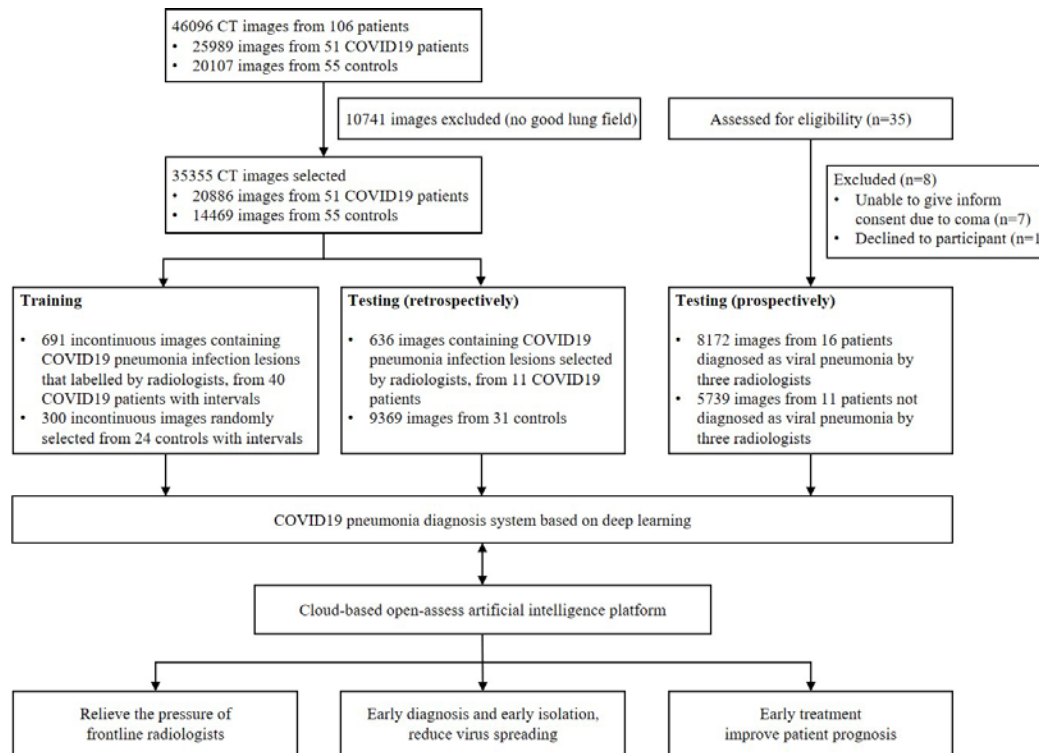 46096 CT images from 106 patients
• 25989 images from 51 COVID19 patients
• 20107 images from 55 controls
10741 images excluded (no good lung field)
Assessed for eligibility (n=35)
35355 CT images selected
• 20886 images from 51 COVID19 patients
• 14469 images from 55 controls
Excluded (n=8)
• Unable to give inform
consent due to coma (n=7)
• Declined to participant (n=1
Training
• 691 incontinuous images containing
COVID19 pneumonia infection lesions
that labelled by radiologists, from 40
COVID19 patients with intervals
• 300 incontinuous images randomly
selected from 24 controls with intervals
Testing (retrospectively)
• 636 images containing COVID19
pneumonia infection lesions selected
by radiologists, from 11 COVID19
patients
• 9369 images from 31 controls
Testing (prospectively)
• 8172 images from 16 patients
diagnosed as viral pneumonia by
three radiologists
• 5739 images from 11 patients not
diagnosed as viral pneumonia by
three radiologists
COVID19 pneumonia diagnosis system based on deep learning
Cloud-based open-assess artificial intelligence platform
Relieve the pressure of
frontline radiologists
Early diagnosis and early isolation,
reduce virus spreading
Early treatment
improve patient prognosis